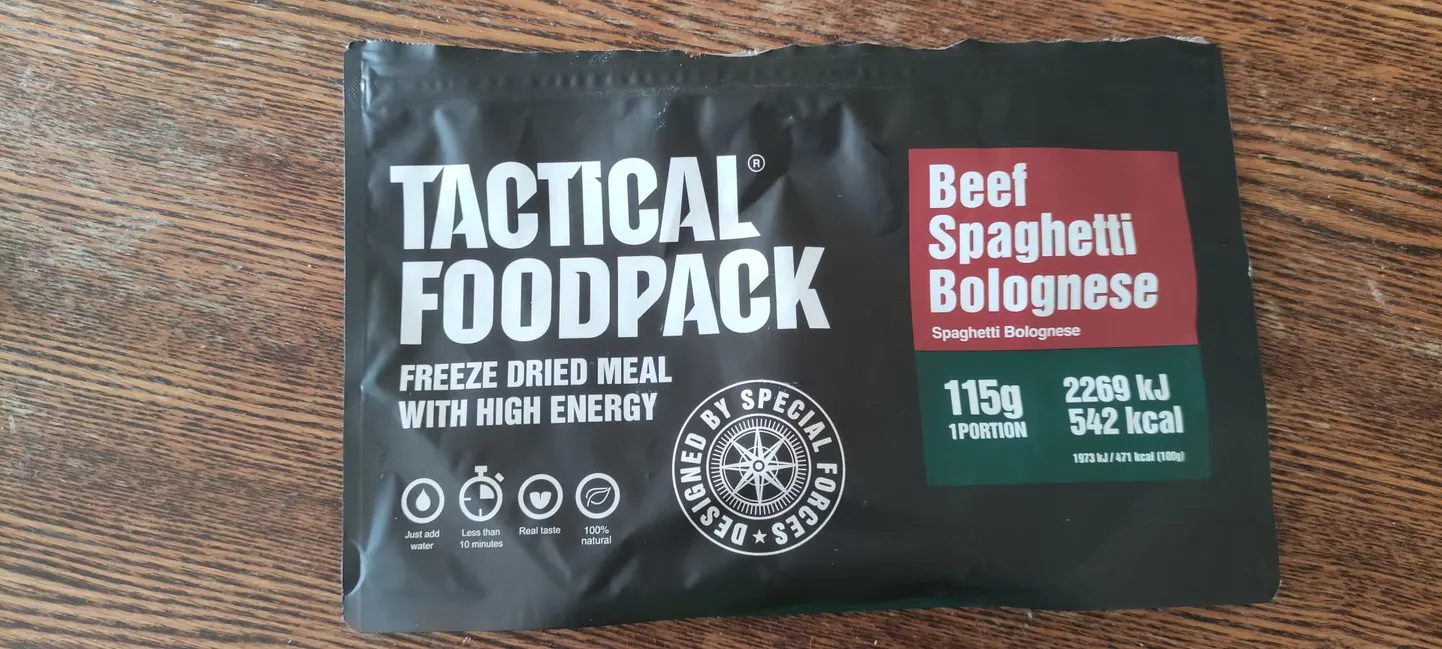 TACTICAL®
FOODPACK
FREEZE DRIED MEAL
WITH HIGH ENERGY
Just add
water
Less than
10 minutes
Real taste
100%
natural
DESIGNED BY SPECIAL FORCES ★
Beef
Spaghetti
Bolognese
Spaghetti Bolognese
115g
1 PORTION
2269 kJ
542 kcal
1973 kJ / 471 kcal (100g)